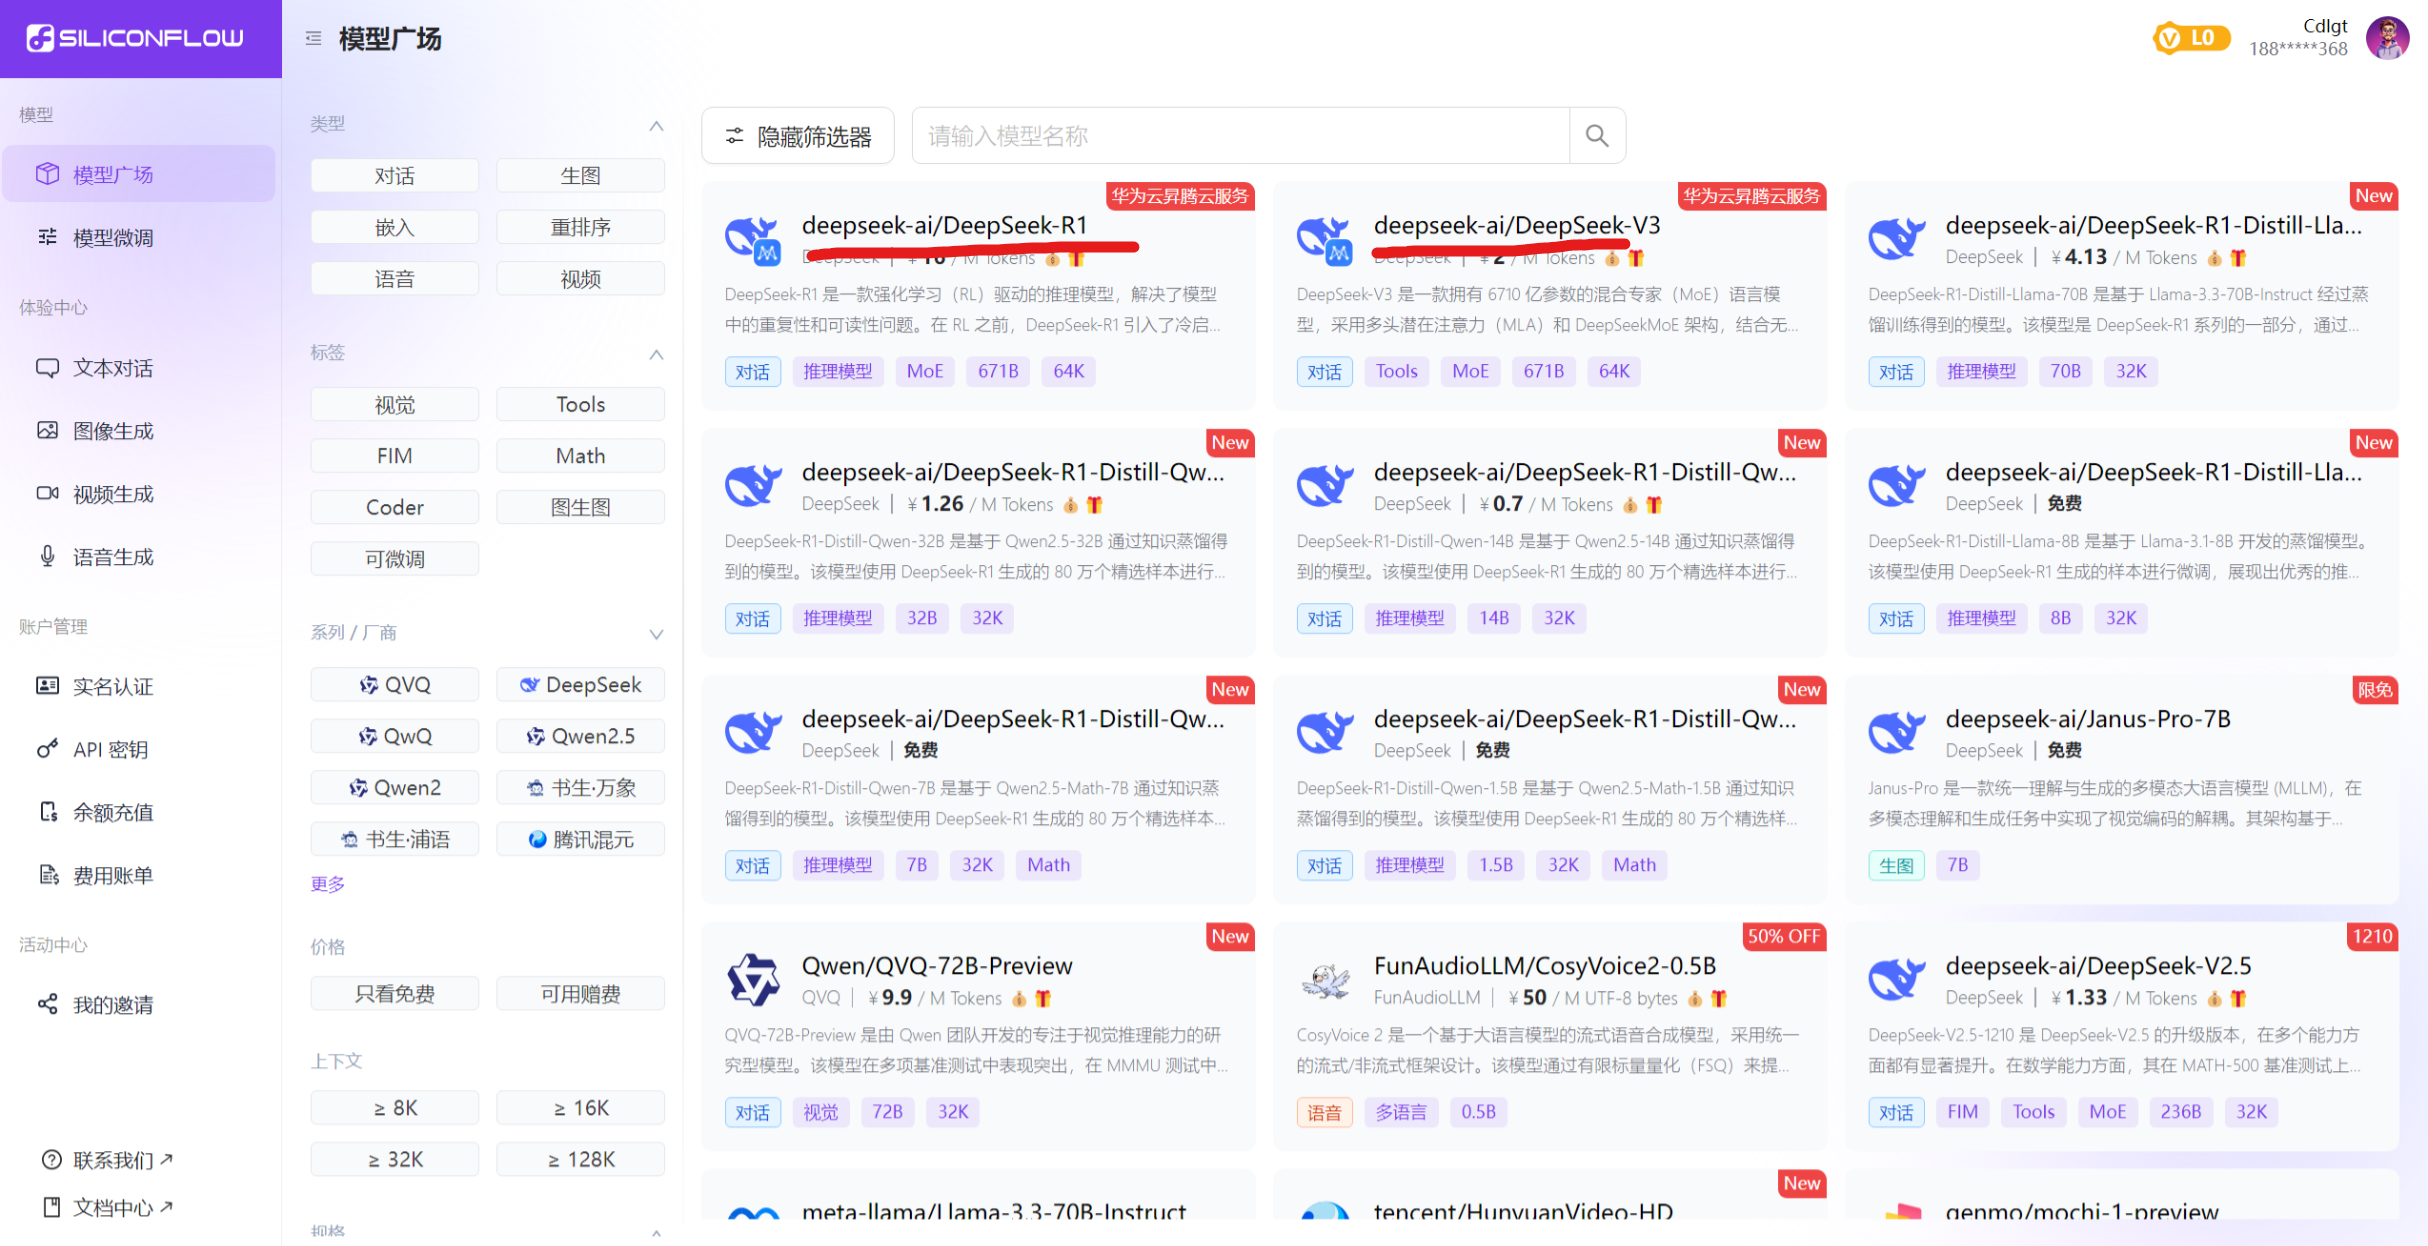 SILICONFLOW
模型广场
L0
Cdlgt
188*****368
模型
模型广场
模型微调
体验中心
文本对话
图像生成
视频生成
语音生成
账户管理
实名认证
API 密钥
余额充值
费用账单
活动中心
我的邀请
联系我们
文档中心
类型
对话 生图
嵌入 重排序
语音 视频
标签
视觉 Tools
FIM Math
Coder 图生图
可微调
系列 / 厂商
QVQ DeepSeek
QwQ Qwen2.5
Qwen2 书生·万象
书生·浦语 腾讯混元
更多
价格
只看免费 可用赠费
上下文
≥ 8K ≥ 16K
≥ 32K ≥ 128K
规格
隐藏筛选器 请输入模型名称
华为云昇腾云服务
deepseek-ai/DeepSeek-R1
DeepSeek | ¥ 16 / M Tokens
DeepSeek-R1 是一款强化学习（RL）驱动的推理模型，解决了模型
中的重复性和可读性问题。在 RL 之前，DeepSeek-R1 引入了冷启...
对话 推理模型 MoE 671B 64K
华为云昇腾云服务
deepseek-ai/DeepSeek-V3
DeepSeek | ¥ 2 / M Tokens
DeepSeek-V3 是一款拥有 6710 亿参数的混合专家（MoE）语言模
型，采用多头潜在注意力（MLA）和 DeepSeekMoE 架构，结合无...
对话 Tools MoE 671B 64K
New
deepseek-ai/DeepSeek-R1-Distill-Lla...
DeepSeek | ¥ 4.13 / M Tokens
DeepSeek-R1-Distill-Llama-70B 是基于 Llama-3.3-70B-Instruct 经过蒸
馏训练得到的模型。该模型是 DeepSeek-R1 系列的一部分，通过...
对话 推理模型 70B 32K
New
deepseek-ai/DeepSeek-R1-Distill-Qw...
DeepSeek | ¥ 1.26 / M Tokens
DeepSeek-R1-Distill-Qwen-32B 是基于 Qwen2.5-32B 通过知识蒸馏得
到的模型。该模型使用 DeepSeek-R1 生成的 80 万个精选样本进行...
对话 推理模型 32B 32K
New
deepseek-ai/DeepSeek-R1-Distill-Qw...
DeepSeek | ¥ 0.7 / M Tokens
DeepSeek-R1-Distill-Qwen-14B 是基于 Qwen2.5-14B 通过知识蒸馏得
到的模型。该模型使用 DeepSeek-R1 生成的 80 万个精选样本进行...
对话 推理模型 14B 32K
New
deepseek-ai/DeepSeek-R1-Distill-Lla...
DeepSeek | 免费
DeepSeek-R1-Distill-Llama-8B 是基于 Llama-3.1-8B 开发的蒸馏模型。
该模型使用 DeepSeek-R1 生成的样本进行微调，展现出优秀的推...
对话 推理模型 8B 32K
New
deepseek-ai/DeepSeek-R1-Distill-Qw...
DeepSeek | 免费
DeepSeek-R1-Distill-Qwen-7B 是基于 Qwen2.5-Math-7B 通过知识蒸
馏得到的模型。该模型使用 DeepSeek-R1 生成的 80 万个精选样本...
对话 推理模型 7B 32K Math
New
deepseek-ai/DeepSeek-R1-Distill-Qw...
DeepSeek | 免费
DeepSeek-R1-Distill-Qwen-1.5B 是基于 Qwen2.5-Math-1.5B 通过知识
蒸馏得到的模型。该模型使用 DeepSeek-R1 生成的 80 万个精选样...
对话 推理模型 1.5B 32K Math
限免
deepseek-ai/Janus-Pro-7B
DeepSeek | 免费
Janus-Pro 是一款统一理解与生成的多模态大语言模型 (MLLM)，在
多模态理解和生成任务中实现了视觉编码的解耦。其架构基于...
生图 7B
New
Qwen/QVQ-72B-Preview
QVQ | ¥ 9.9 / M Tokens
QVQ-72B-Preview 是由 Qwen 团队开发的专注于视觉推理能力的研
究型模型。该模型在多项基准测试中表现突出，在 MMMU 测试中...
对话 视觉 72B 32K
50% OFF
FunAudioLLM/CosyVoice2-0.5B
FunAudioLLM | ¥ 50 / M UTF-8 bytes
CosyVoice 2 是一个基于大语言模型的流式语音合成模型，采用统一
的流式/非流式框架设计。该模型通过有限标量量化（FSQ）来提...
语音 多语言 0.5B
1210
deepseek-ai/DeepSeek-V2.5
DeepSeek | ¥ 1.33 / M Tokens
DeepSeek-V2.5-1210 是 DeepSeek-V2.5 的升级版本，在多个能力方
面都有显著提升。在数学能力方面，其在 MATH-500 基准测试上...
对话 FIM Tools MoE 236B 32K
meta-llama/Llama-3.3-70B-Instruct
New
tencent/HunyuanVideo-HD
genmo/mochi-1-preview